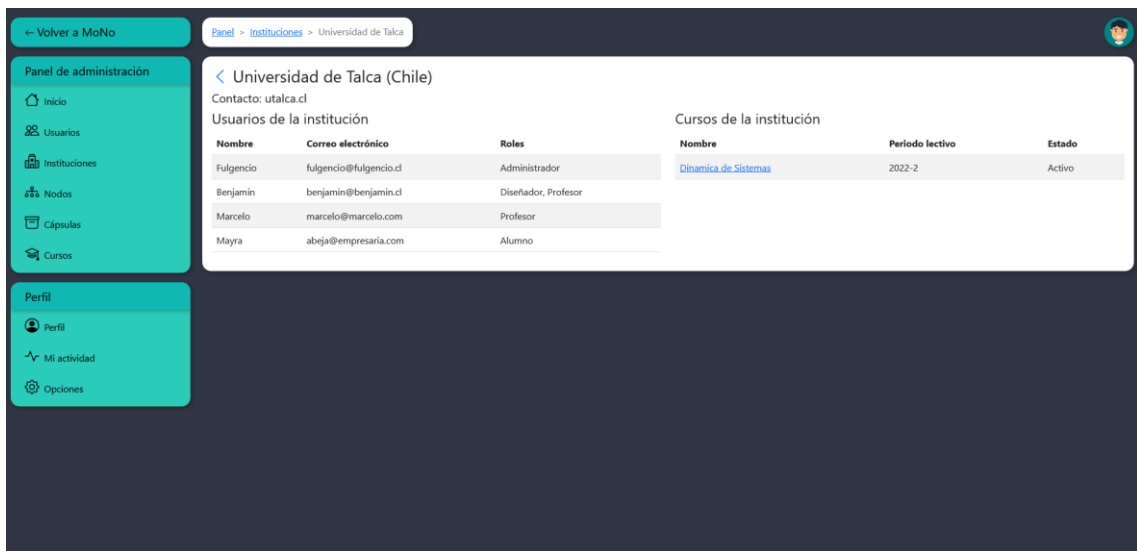 ← Volver a MoNo
Panel > Instituciones > Universidad de Talca
Panel de administración
Inicio
Usuarios
Instituciones
Nodos
Cápsulas
Cursos
Perfil
Perfil
Mi actividad
Opciones
Universidad de Talca (Chile)
Contacto: utalca.cl
Usuarios de la institución
Nombre Correo electrónico Roles
Fulgencio fulgencio@fulgencio.cl Administrador
Benjamin benjamin@benjamin.cl Diseñador, Profesor
Marcelo marcelo@marcelo.com Profesor
Mayra abeja@empresaria.com Alumno
Cursos de la institución
Nombre Periodo lectivo Estado
Dinamica de Sistemas 2022-2 Activo